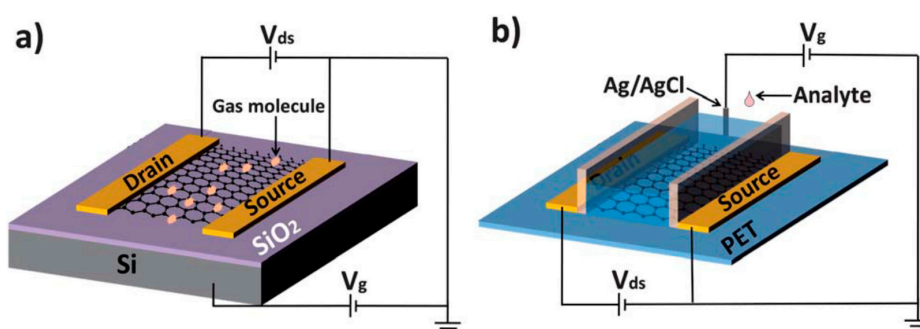 a)
Vds
Gas molecule
Drain
Source
SiO2
Si
Vg
b)
Vg
Ag/AgCl
Analyte
Drain
Source
PET
Vds